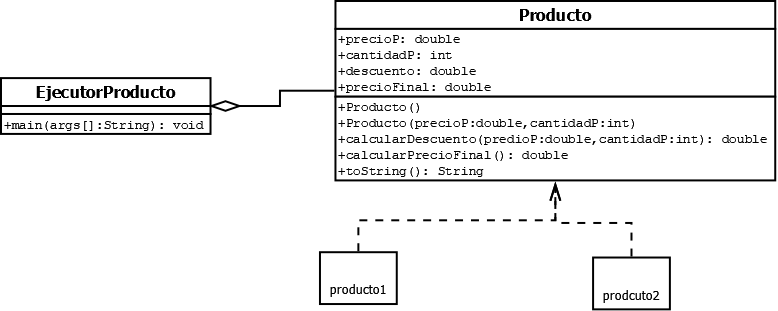 Producto
+precioP: double
+cantidadP: int
+descuento: double
+precioFinal: double
EjecutorProducto
+main(args[]:String): void
+Producto()
+Producto(precioP:double,cantidadP:int)
+calcularDescuento(predioP:double,cantidadP:int): double
+calcularPrecioFinal(): double
+toString(): String
producto1
prodcuto2